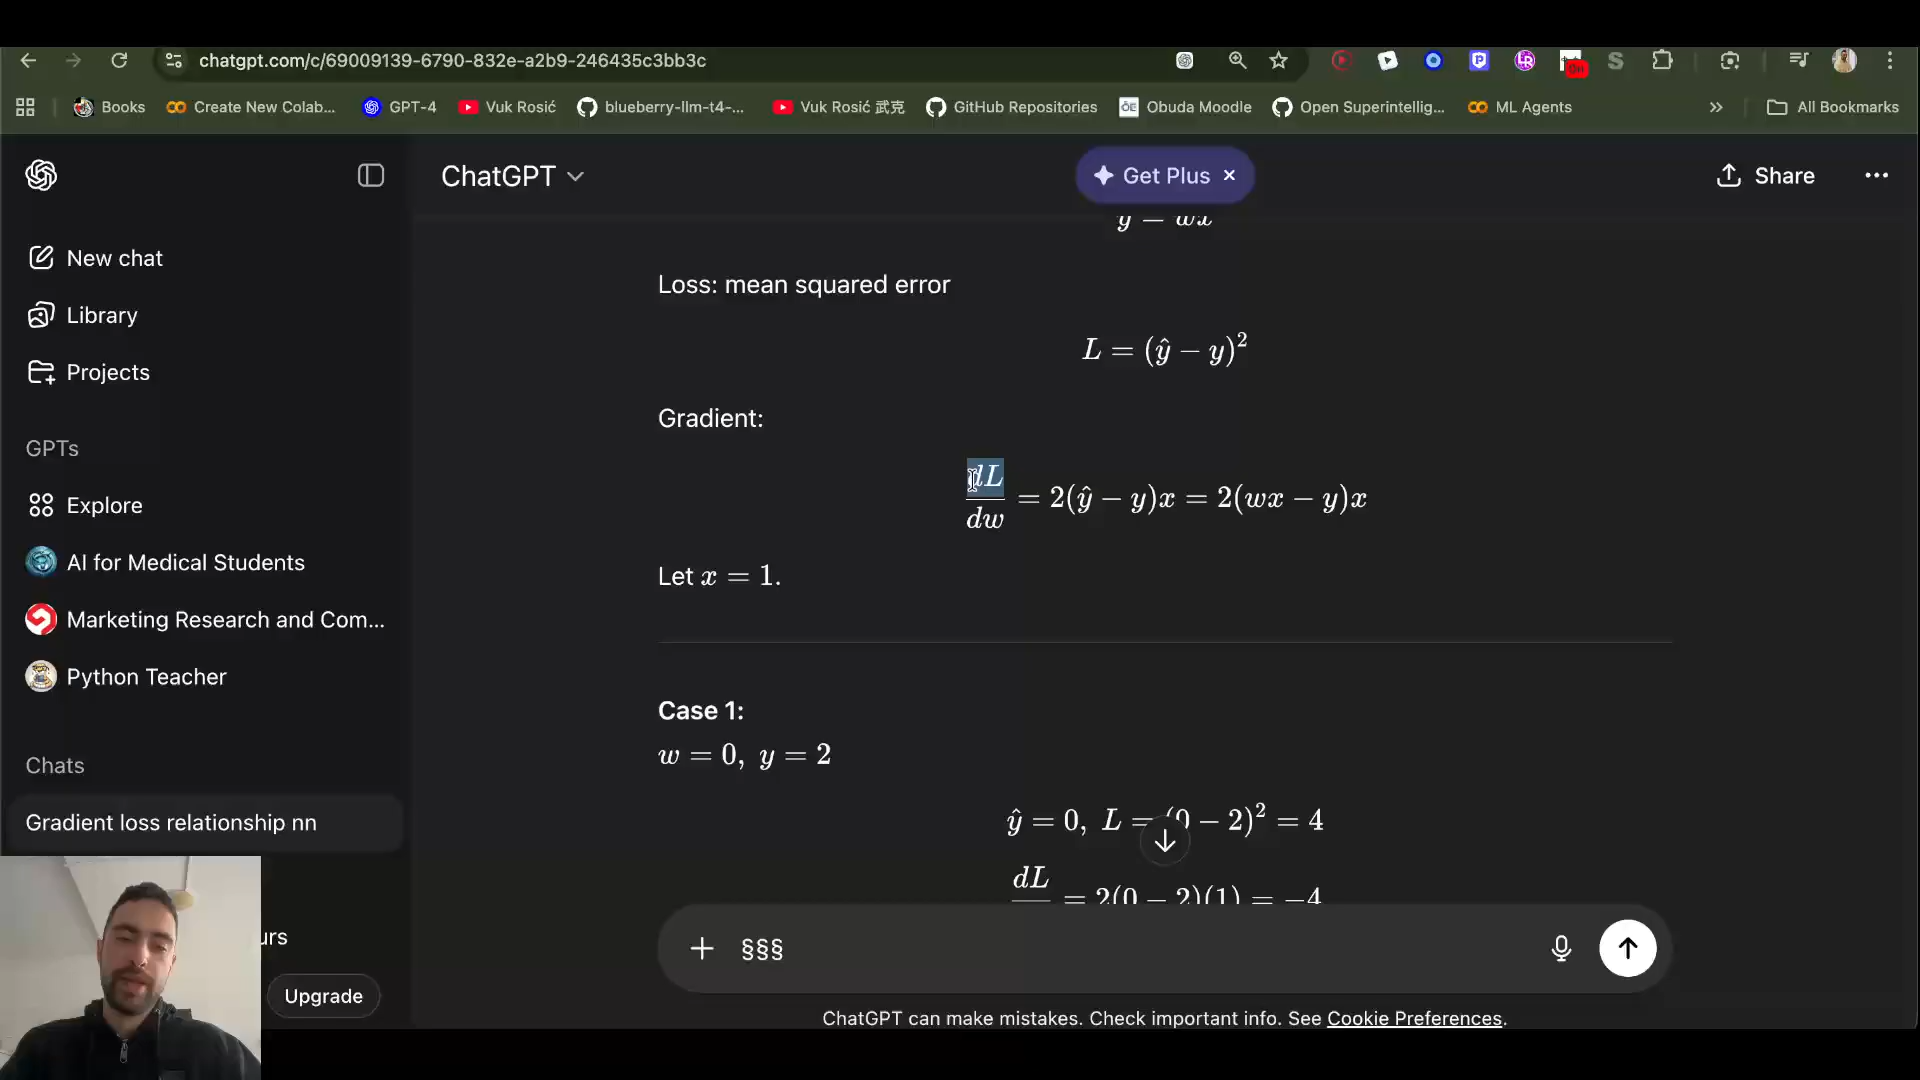 chatgpt.com/c/69009139-6790-832e-a2b9-246435c3bb3c
On
Books
Create New Colab...
GPT-4
Vuk Rosić
blueberry-llm-t4-...
Vuk Rosić 武克
GitHub Repositories
Obuda Moodle
Open Superintellig...
ML Agents
All Bookmarks
ChatGPT
Get Plus
Share
New chat
Library
Projects
GPTs
Explore
AI for Medical Students
Marketing Research and Com...
Python Teacher
Chats
Gradient loss relationship nn
urs
Upgrade
y = wx
Loss: mean squared error
L = (ŷ − y)²
Gradient:
dL/dw = 2(ŷ − y)x = 2(wx − y)x
Let x = 1.
Case 1:
w = 0, y = 2
ŷ = 0, L = (0 − 2)² = 4
dL
= 2(0 − 2)(1) = −4
§§§
ChatGPT can make mistakes. Check important info. See Cookie Preferences.